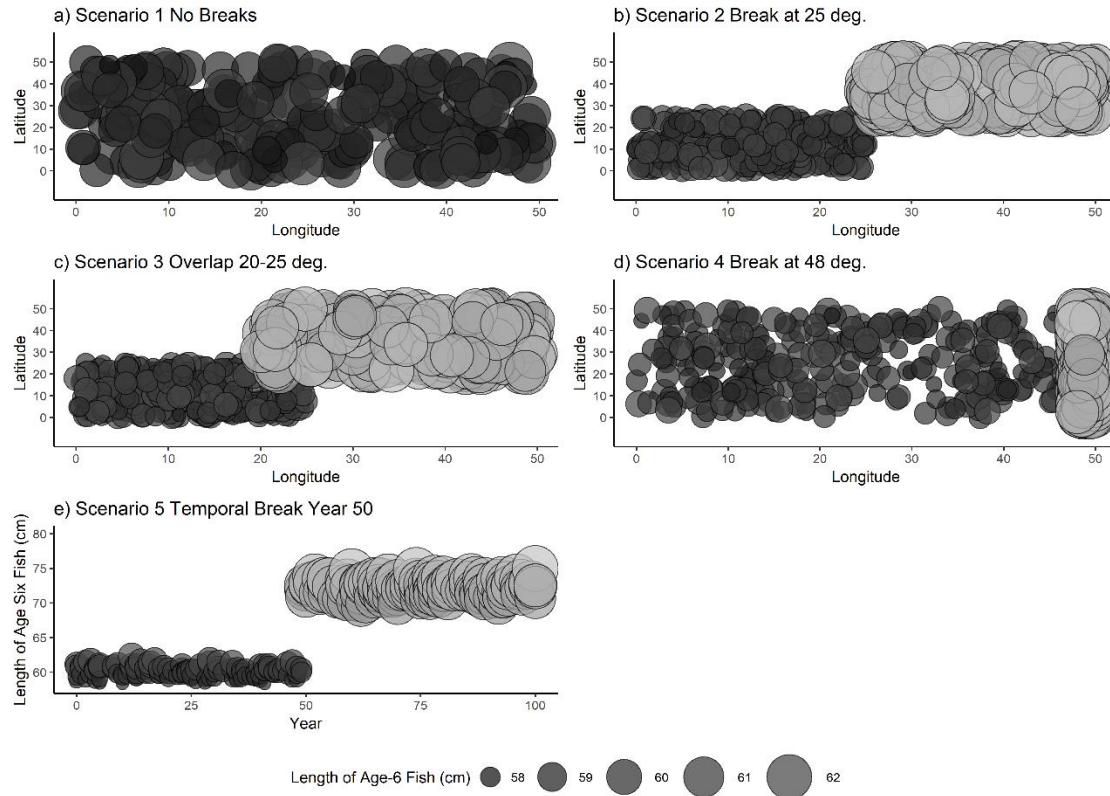 a) Scenario 1 No Breaks
50
40
30
20
10
0
Latitude
0 10 20 30 40 50
Longitude
b) Scenario 2 Break at 25 deg.
50
40
30
20
10
0
Latitude
0 10 20 30 40 50
Longitude
c) Scenario 3 Overlap 20-25 deg.
50
40
30
20
10
0
Latitude
0 10 20 30 40 50
Longitude
d) Scenario 4 Break at 48 deg.
50
40
30
20
10
0
Latitude
0 10 20 30 40 50
Longitude
e) Scenario 5 Temporal Break Year 50
80
75
70
65
60
Length of Age Six Fish (cm)
0 25 50 75 100
Year
Length of Age-6 Fish (cm) 58 59 60 61 62